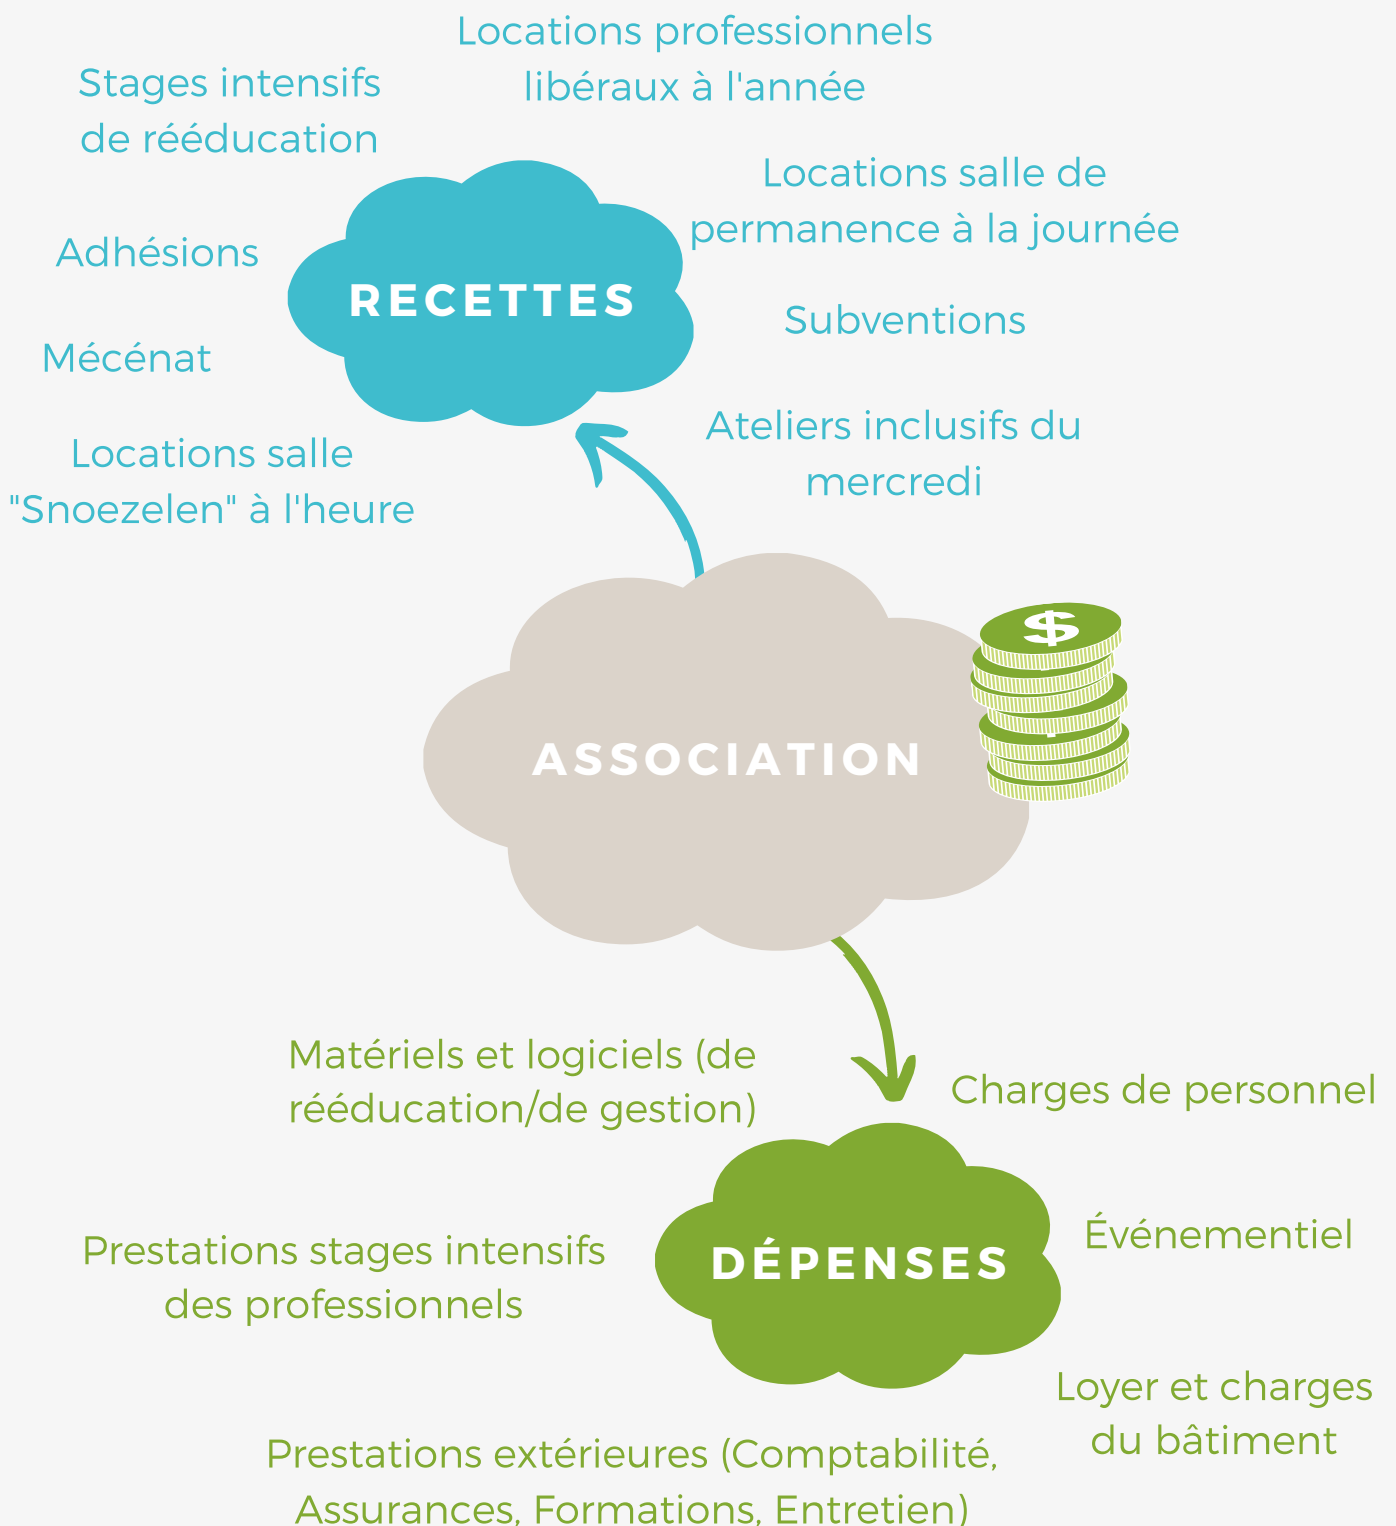 Locations professionnels
libéraux à l'année
Stages intensifs
de rééducation
Locations salle de
permanence à la journée
Adhésions
RECETTES
Subventions
Mécénat
Ateliers inclusifs du
mercredi
Locations salle
"Snoezelen" à l'heure
$
ASSOCIATION
Matériels et logiciels (de
rééducation/de gestion)
Charges de personnel
Événementiel
Prestations stages intensifs
des professionnels
DÉPENSES
Loyer et charges
du bâtiment
Prestations extérieures (Comptabilité,
Assurances, Formations, Entretien)